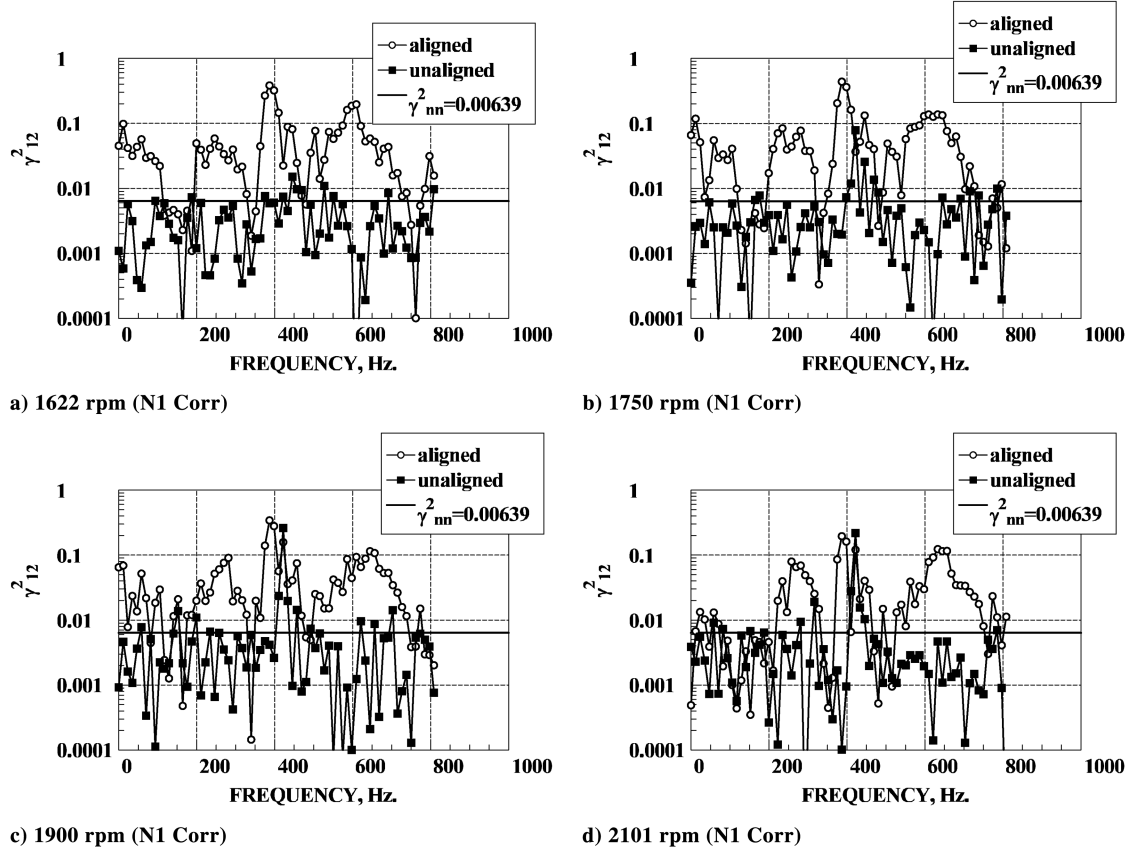 aligned
unaligned
γ²nn=0.00639
1
0.1
0.01
0.001
0.0001
γ²12
0 200 400 600 800 1000
FREQUENCY, Hz.
a) 1622 rpm (N1 Corr)
aligned
unaligned
γ²nn=0.00639
1
0.1
0.01
0.001
0.0001
γ²12
0 200 400 600 800 1000
FREQUENCY, Hz.
b) 1750 rpm (N1 Corr)
aligned
unaligned
γ²nn=0.00639
1
0.1
0.01
0.001
0.0001
γ²12
0 200 400 600 800 1000
FREQUENCY, Hz.
c) 1900 rpm (N1 Corr)
aligned
unaligned
γ²nn=0.00639
1
0.1
0.01
0.001
0.0001
γ²12
0 200 400 600 800 1000
FREQUENCY, Hz.
d) 2101 rpm (N1 Corr)